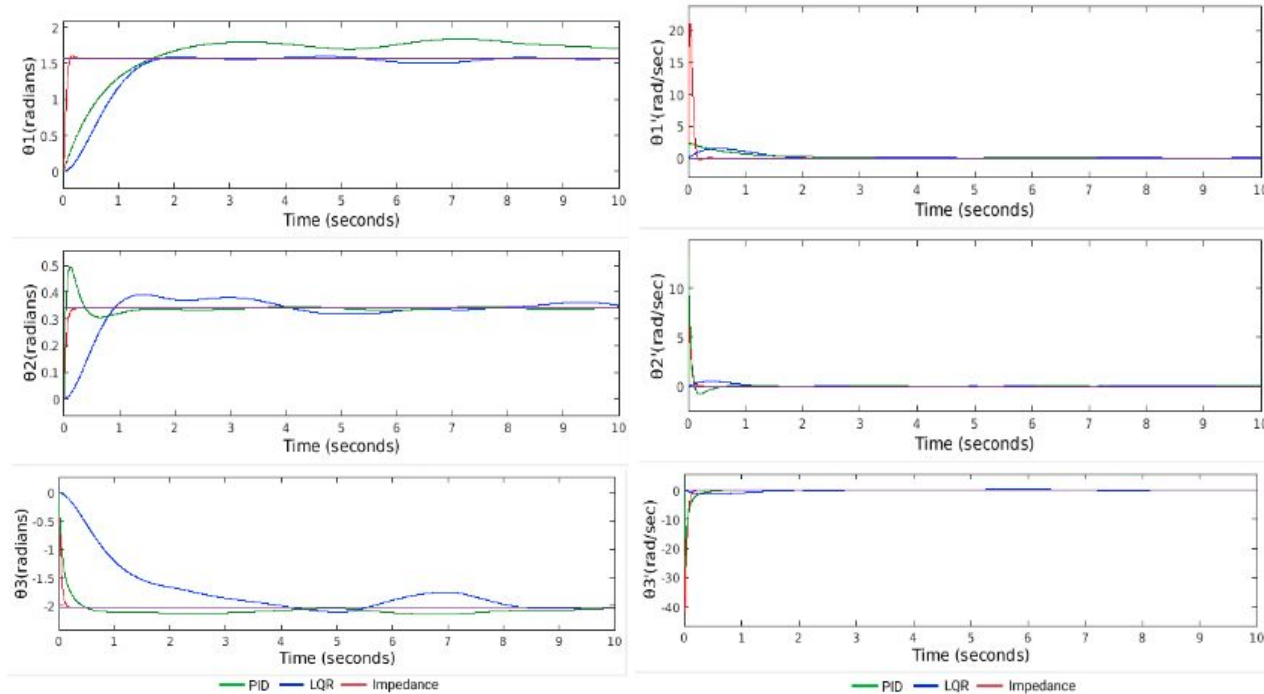 2
1.5
1
0.5
0
θ1(radians)
0 1 2 3 4 5 6 7 8 9 10
Time (seconds)
20
15
10
5
0
θ1'(rad/sec)
0 1 2 3 4 5 6 7 8 9 10
Time (seconds)
0.5
0.4
0.3
0.2
0.1
0
θ2(radians)
0 1 2 3 4 5 6 7 8 9 10
Time (seconds)
10
5
0
θ2'(rad/sec)
0 1 2 3 4 5 6 7 8 9 10
Time (seconds)
0
-0.5
-1
-1.5
-2
θ3(radians)
0 1 2 3 4 5 6 7 8 9 10
Time (seconds)
0
-10
-20
-30
-40
θ3'(rad/sec)
0 1 2 3 4 5 6 7 8 9 10
Time (seconds)
PID LQR Impedance
PID LQR Impedance